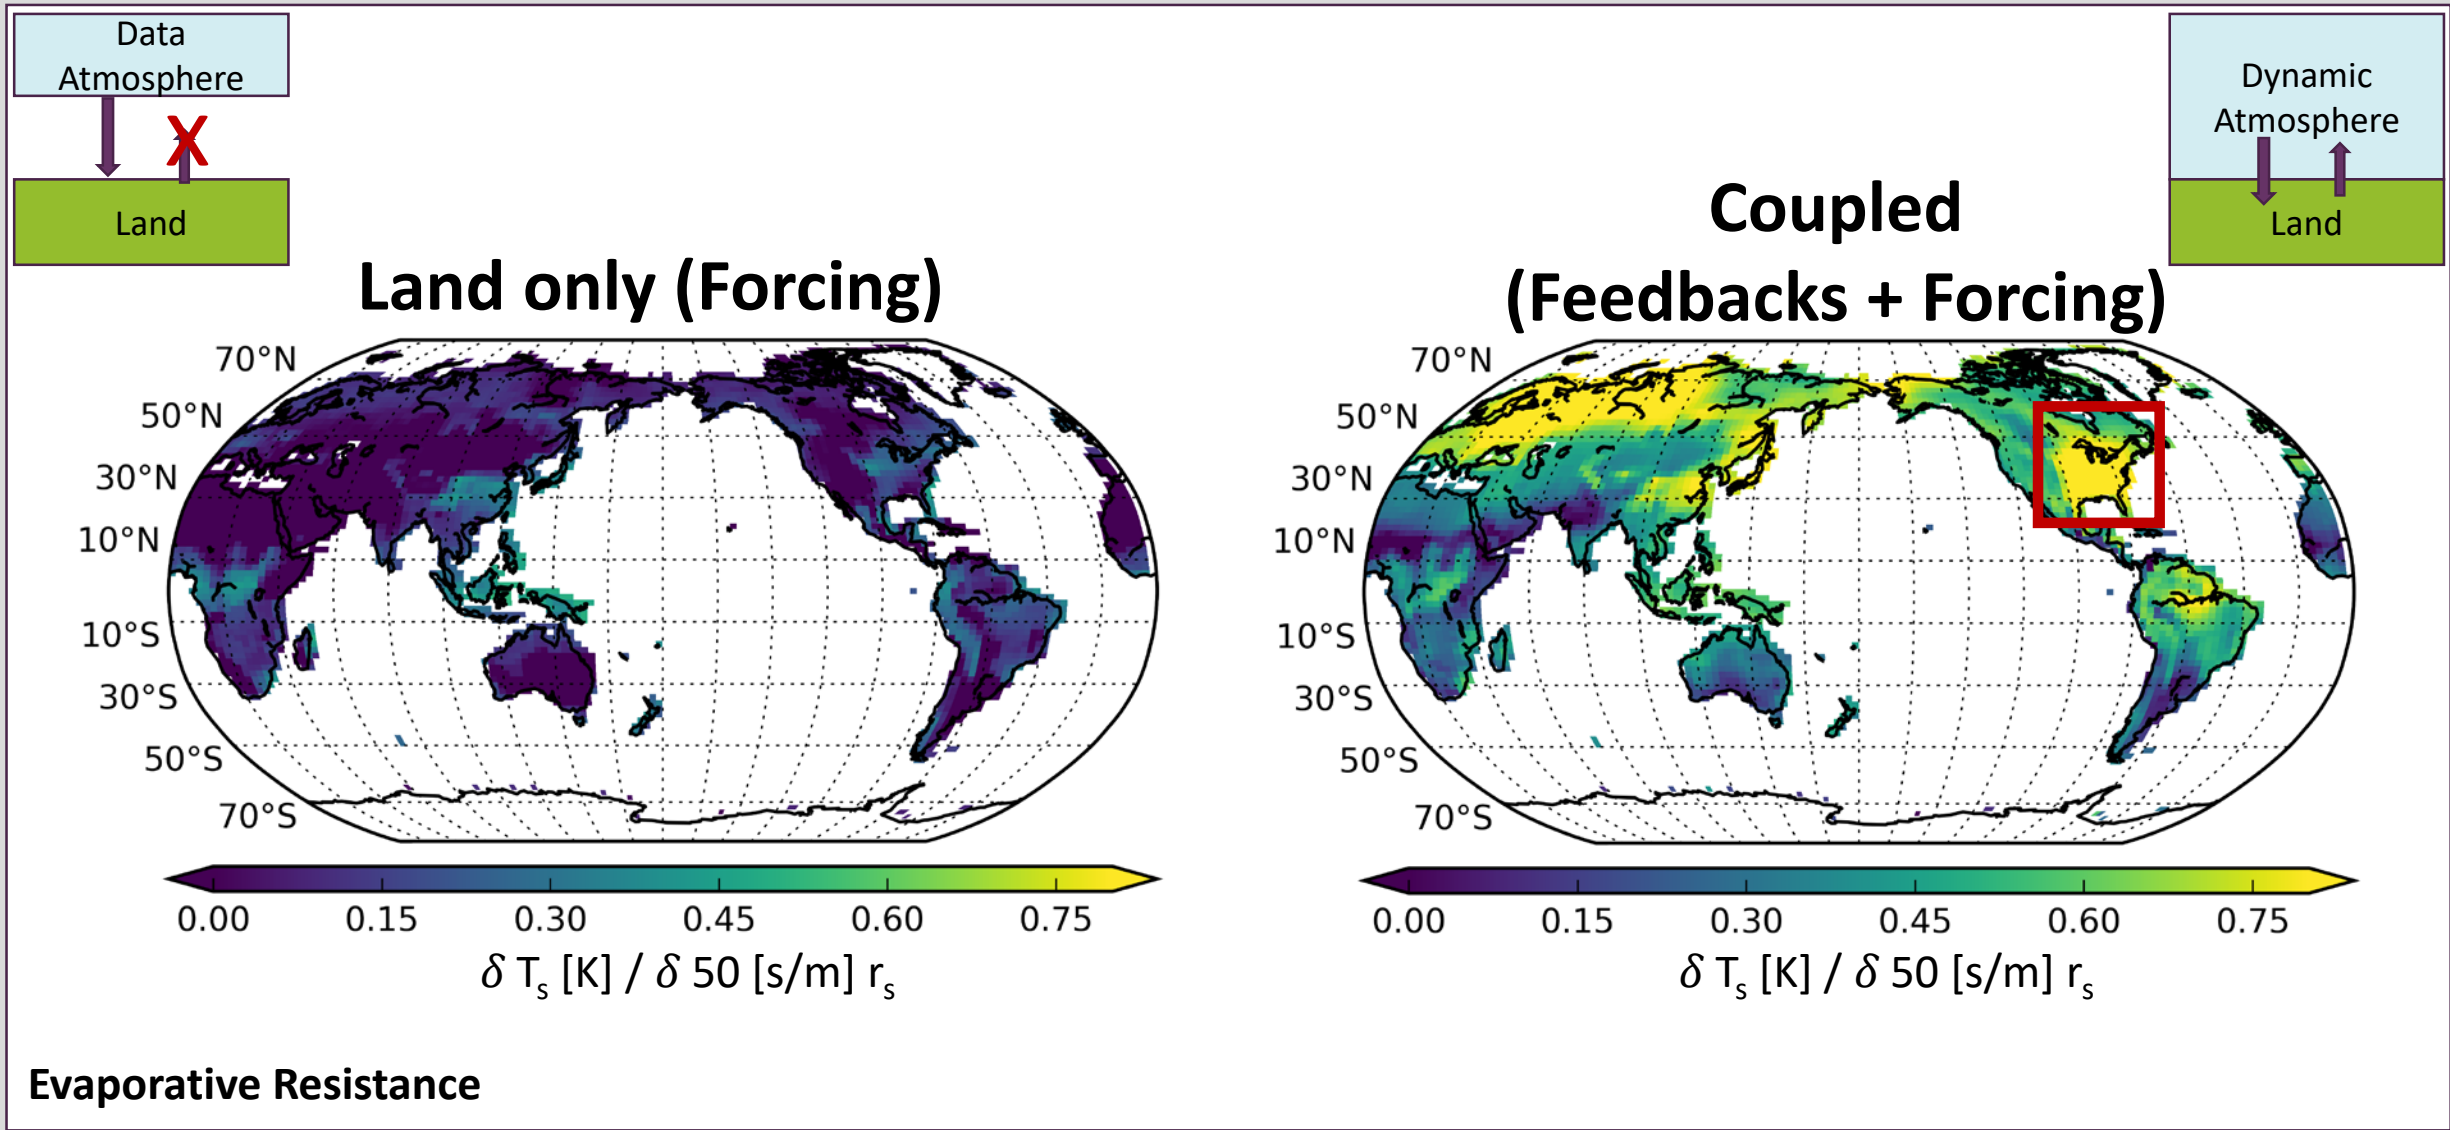 Data
Atmosphere
X
Land
Land only (Forcing)
70°N
50°N
30°N
10°N
10°S
30°S
50°S
70°S
0.00 0.15 0.30 0.45 0.60 0.75
δ Tₛ [K] / δ 50 [s/m] rₛ
Dynamic
Atmosphere
Land
Coupled
(Feedbacks + Forcing)
70°N
50°N
30°N
10°N
10°S
30°S
50°S
70°S
0.00 0.15 0.30 0.45 0.60 0.75
δ Tₛ [K] / δ 50 [s/m] rₛ
Evaporative Resistance